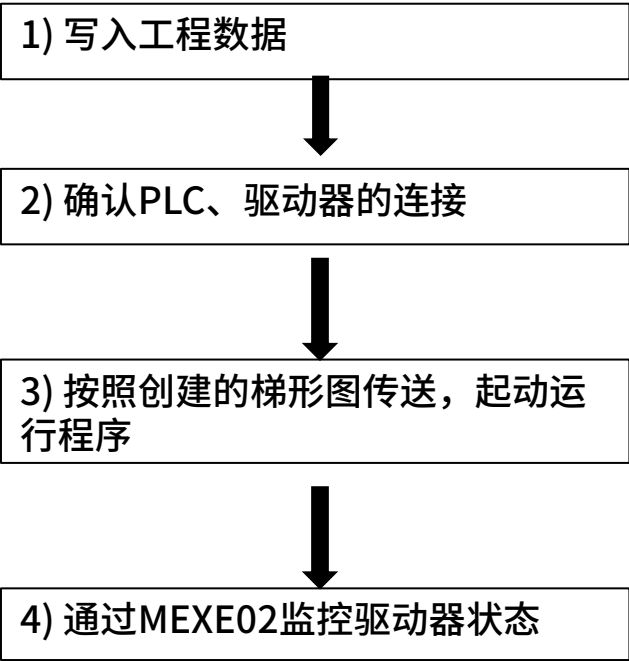 1) 写入工程数据
2) 确认PLC、驱动器的连接
3) 按照创建的梯形图传送，起动运
行程序
4) 通过MEXE02监控驱动器状态